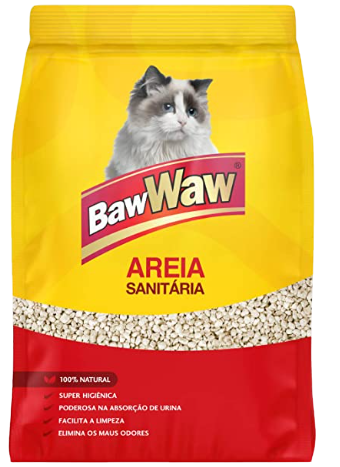 BawWaw®
AREIA
SANITÁRIA
100% NATURAL
SUPER HIGIÊNICA
PODEROSA NA ABSORÇÃO DE URINA
FACILITA A LIMPEZA
ELIMINA OS MAUS ODORES